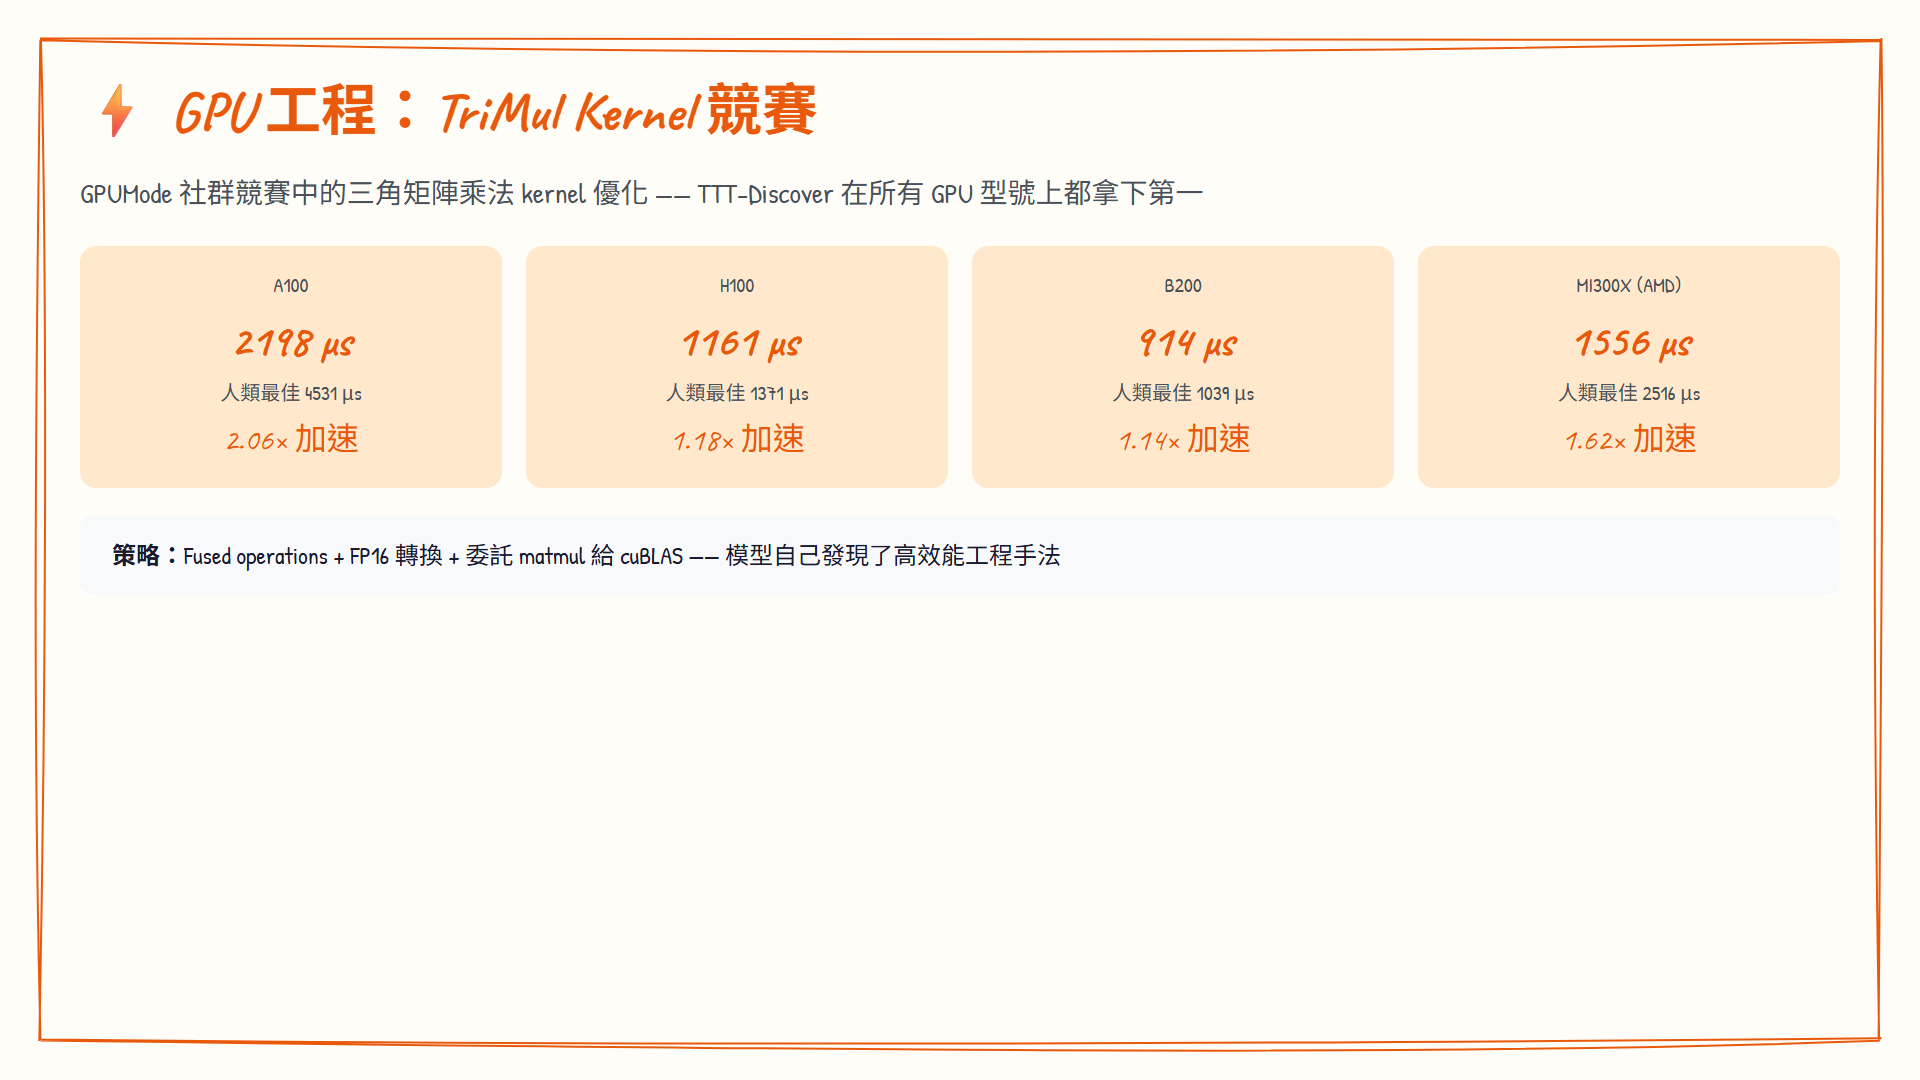 ⚡ GPU工程：TriMul Kernel競賽
GPUMode 社群競賽中的三角矩陣乘法 kernel 優化 —— TTT-Discover 在所有 GPU 型號上都拿下第一
A100
2198 µs
人類最佳 4531 µs
2.06× 加速
H100
1161 µs
人類最佳 1371 µs
1.18× 加速
B200
914 µs
人類最佳 1039 µs
1.14× 加速
MI300X (AMD)
1556 µs
人類最佳 2516 µs
1.62× 加速
策略：Fused operations + FP16 轉換 + 委託 matmul 給 cuBLAS —— 模型自己發現了高效能工程手法